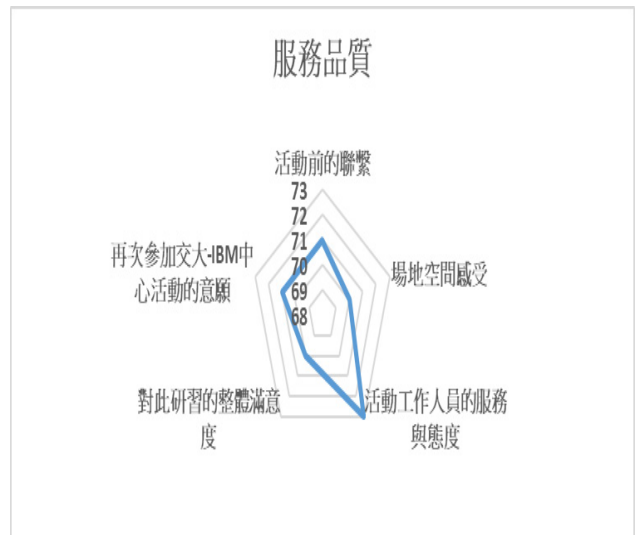 服務品質
活動前的聯繫
73
72
71
70
69
68
場地空間感受
活動工作人員的服務
與態度
對此研習的整體滿意
度
再次參加交大-IBM中
心活動的意願